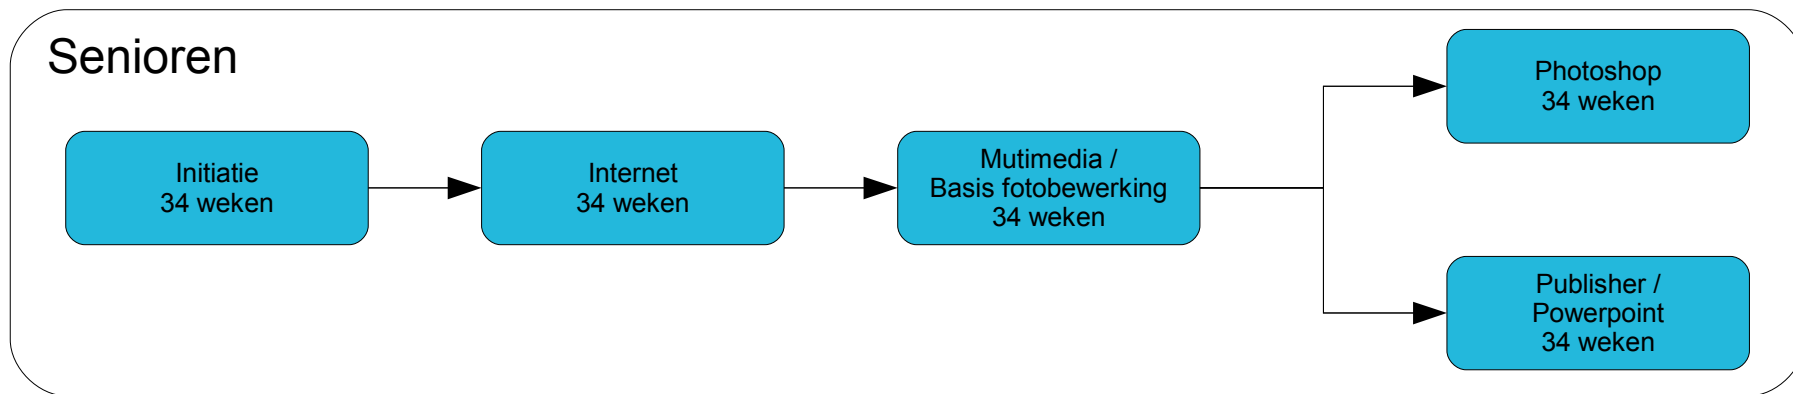 Senioren
Initiatie
34 weken
Internet
34 weken
Mutimedia /
Basis fotobewerking
34 weken
Photoshop
34 weken
Publisher /
Powerpoint
34 weken